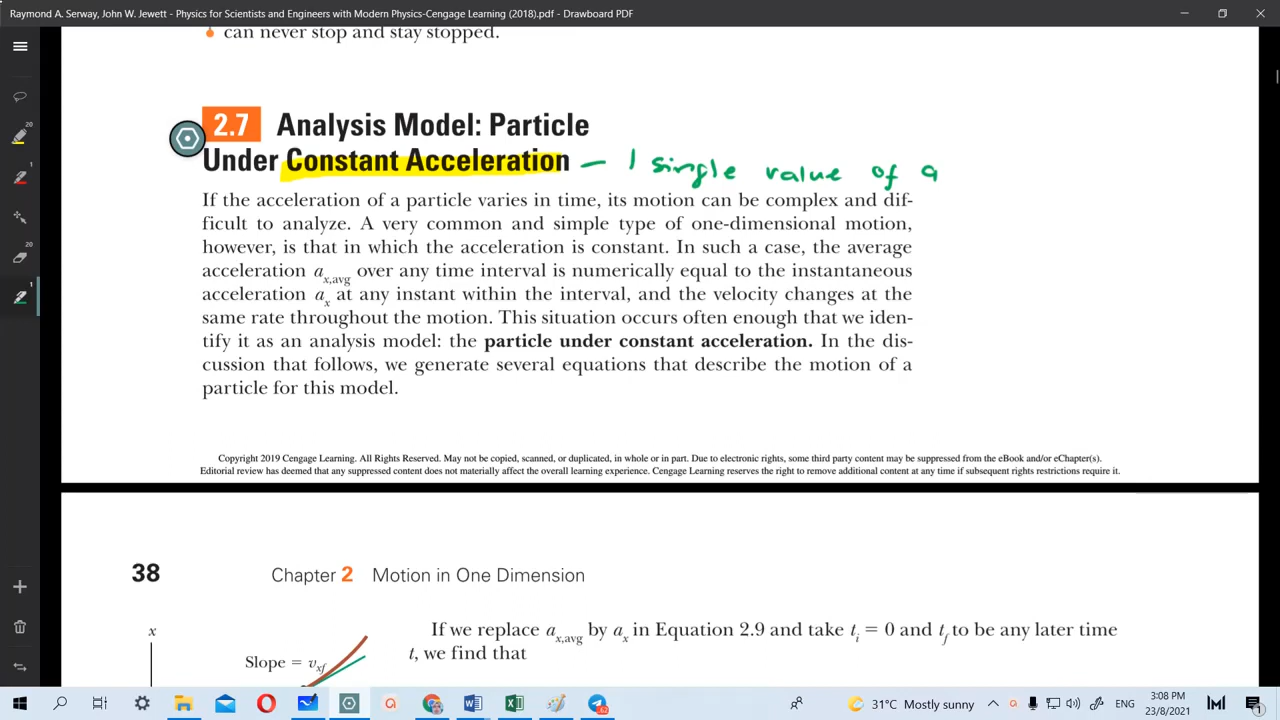 Raymond A. Serway, John W. Jewett - Physics for Scientists and Engineers with Modern Physics-Cengage Learning (2018).pdf - Drawboard PDF
can never stop and stay stopped.
2.7 Analysis Model: Particle
Under Constant Acceleration – 1 single value of a
If the acceleration of a particle varies in time, its motion can be complex and dif-
ficult to analyze. A very common and simple type of one-dimensional motion,
however, is that in which the acceleration is constant. In such a case, the average
acceleration ax,avg over any time interval is numerically equal to the instantaneous
acceleration ax at any instant within the interval, and the velocity changes at the
same rate throughout the motion. This situation occurs often enough that we iden-
tify it as an analysis model: the particle under constant acceleration. In the dis-
cussion that follows, we generate several equations that describe the motion of a
particle for this model.
Copyright 2019 Cengage Learning. All Rights Reserved. May not be copied, scanned, or duplicated, in whole or in part. Due to electronic rights, some third party content may be suppressed from the eBook and/or eChapter(s).
Editorial review has deemed that any suppressed content does not materially affect the overall learning experience. Cengage Learning reserves the right to remove additional content at any time if subsequent rights restrictions require it.
38 Chapter 2 Motion in One Dimension
If we replace ax,avg by ax in Equation 2.9 and take ti = 0 and tf to be any later time
t, we find that
x
Slope = vxf
20
1
20
1
31°C Mostly sunny
ENG
3:08 PM
23/8/2021